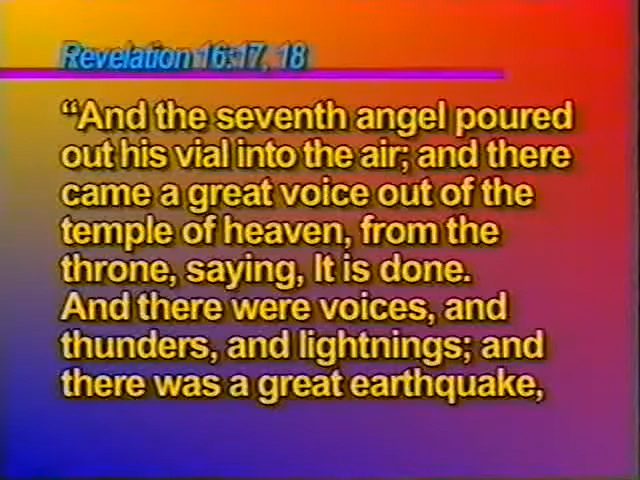 Revelation 16:17, 18
“And the seventh angel poured
out his vial into the air; and there
came a great voice out of the
temple of heaven, from the
throne, saying, It is done.
And there were voices, and
thunders, and lightnings; and
there was a great earthquake,